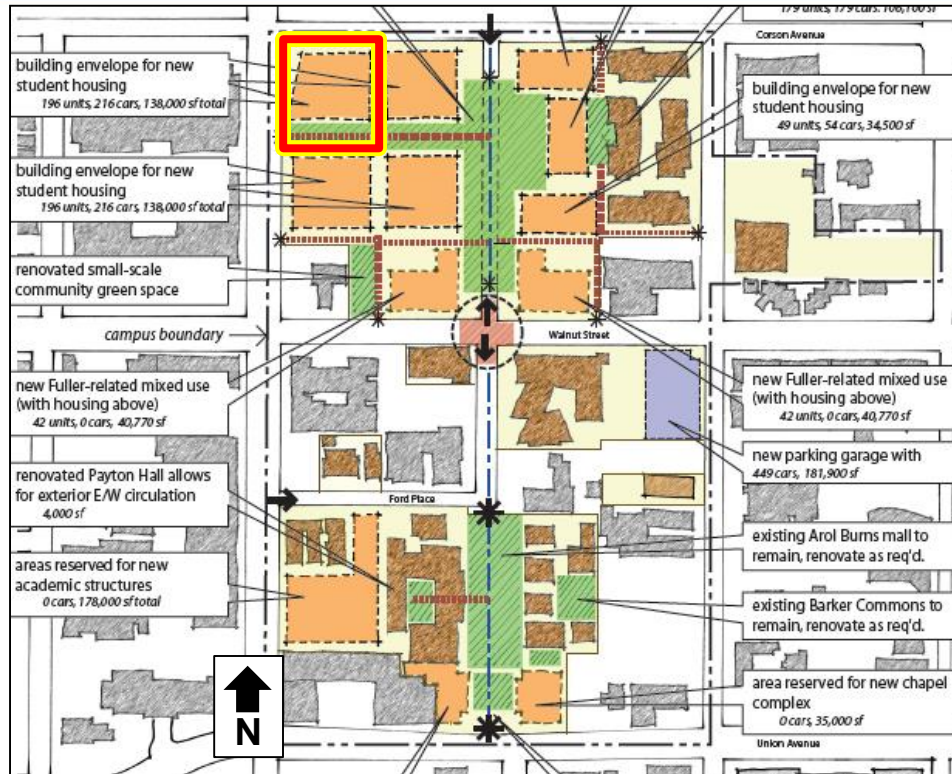 179 units, 179 cars. 106,100 sf
Corson Avenue
building envelope for new
student housing
196 units, 216 cars, 138,000 sf total
building envelope for new
student housing
49 units, 54 cars, 34,500 sf
building envelope for new
student housing
196 units, 216 cars, 138,000 sf total
renovated small-scale
community green space
campus boundary
Walnut Street
new Fuller-related mixed use
(with housing above)
42 units, 0 cars, 40,770 sf
new Fuller-related mixed use
(with housing above)
42 units, 0 cars, 40,770 sf
new parking garage with
449 cars, 181,900 sf
renovated Payton Hall allows
for exterior E/W circulation
4,000 sf
Ford Place
existing Arol Burns mall to
remain, renovate as req'd.
areas reserved for new
academic structures
0 cars, 178,000 sf total
existing Barker Commons to
remain, renovate as req'd.
N
area reserved for new chapel
complex
0 cars, 35,000 sf
Union Avenue